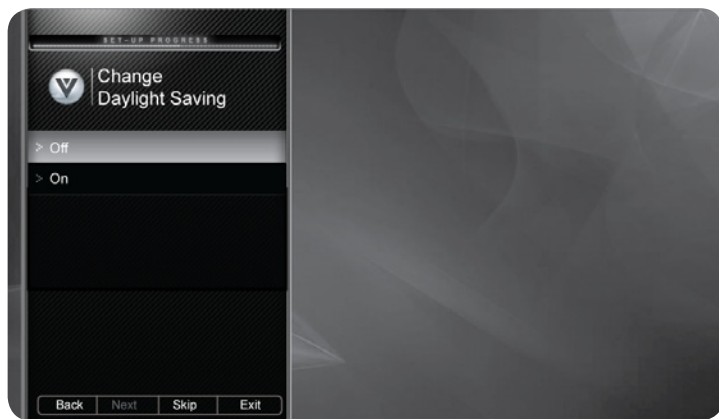 SET-UP PROGRESS
Change
Daylight Saving
> Off
> On
Back Next Skip Exit